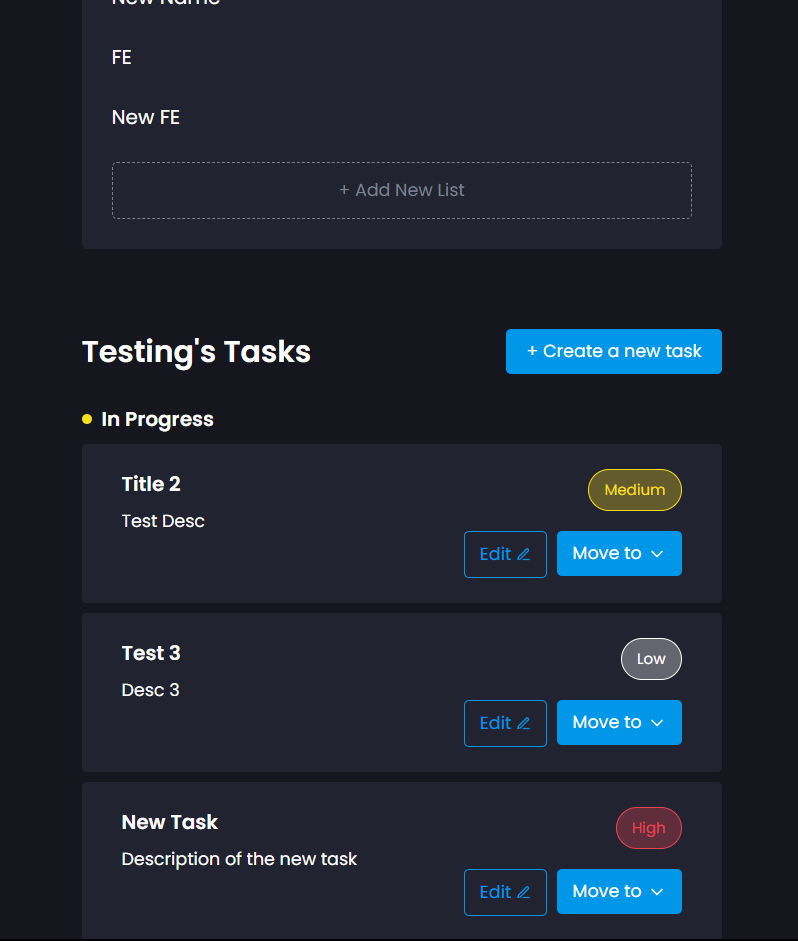 New Name
FE
New FE
+ Add New List
Testing's Tasks
+ Create a new task
In Progress
Title 2
Medium
Test Desc
Edit
Move to
Test 3
Low
Desc 3
Edit
Move to
New Task
High
Description of the new task
Edit
Move to